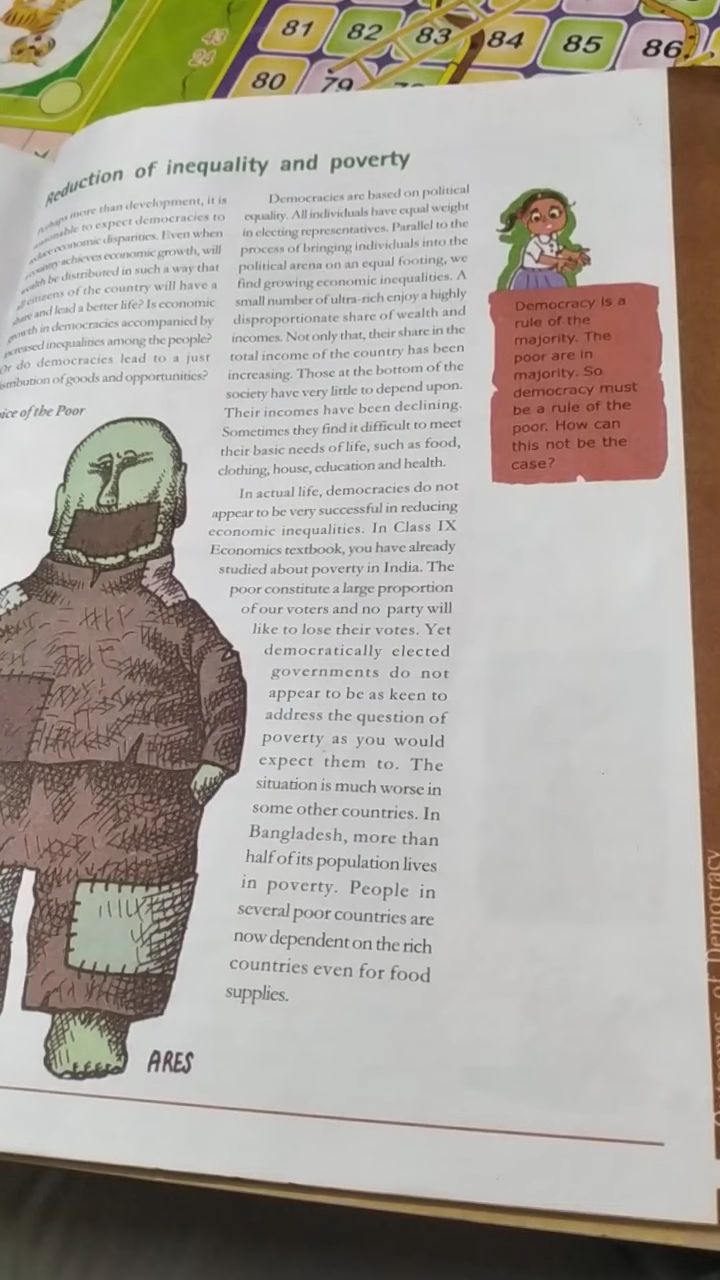 43
24
81 82 83 84 85 86
80 79
Reduction of inequality and poverty
Perhaps more than development, it is
reasonable to expect democracies to
reduce economic disparities. Even when
country achieves economic growth, will
wealth be distributed in such a way that
all citizens of the country will have a
share and lead a better life? Is economic
growth in democracies accompanied by
increased inequalities among the people?
Or do democracies lead to a just
distribution of goods and opportunities?
of the Poor
ARES
Democracies are based on political
equality. All individuals have equal weight
in electing representatives. Parallel to the
process of bringing individuals into the
political arena on an equal footing, we
find growing economic inequalities. A
small number of ultra-rich enjoy a highly
disproportionate share of wealth and
incomes. Not only that, their share in the
total income of the country has been
increasing. Those at the bottom of the
society have very little to depend upon.
Their incomes have been declining.
Sometimes they find it difficult to meet
their basic needs of life, such as food,
clothing, house, education and health.
In actual life, democracies do not
appear to be very successful in reducing
economic inequalities. In Class IX
Economics textbook, you have already
studied about poverty in India. The
poor constitute a large proportion
of our voters and no party will
like to lose their votes. Yet
democratically elected
governments do not
appear to be as keen to
address the question of
poverty as you would
expect them to. The
situation is much worse in
some other countries. In
Bangladesh, more than
half of its population lives
in poverty. People in
several poor countries are
now dependent on the rich
countries even for food
supplies.
Democracy is a
rule of the
majority. The
poor are in
majority. So
democracy must
be a rule of the
poor. How can
this not be the
case?
of Democracy